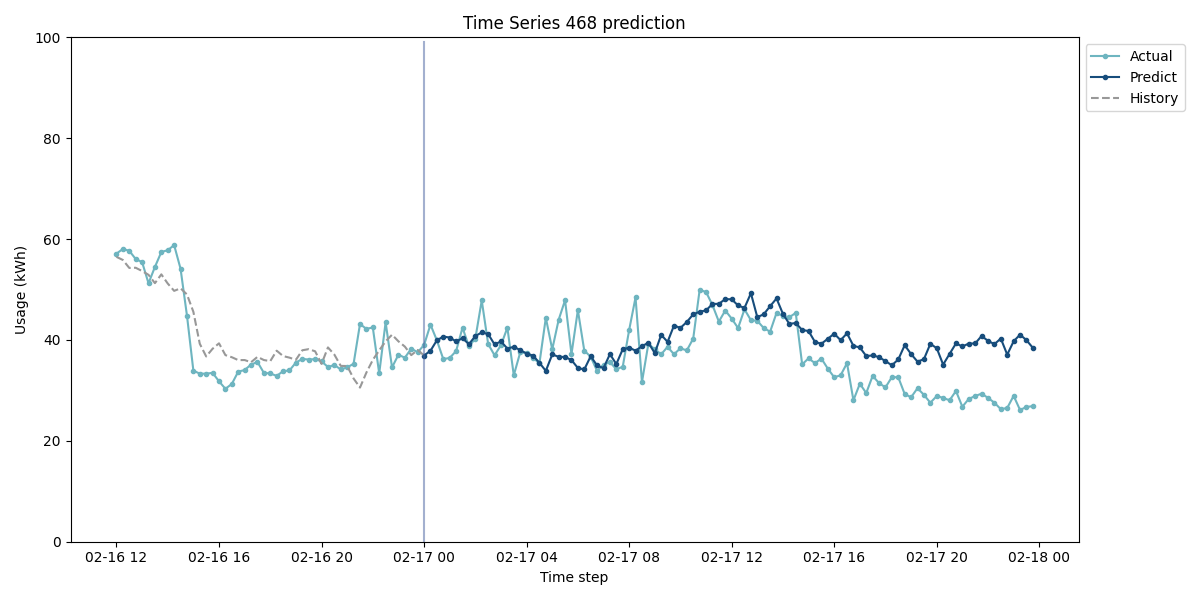 Time Series 468 prediction
100
80
60
40
20
0
Usage (kWh)
02-16 12 02-16 16 02-16 20 02-17 00 02-17 04 02-17 08 02-17 12 02-17 16 02-17 20 02-18 00
Time step
Actual
Predict
History